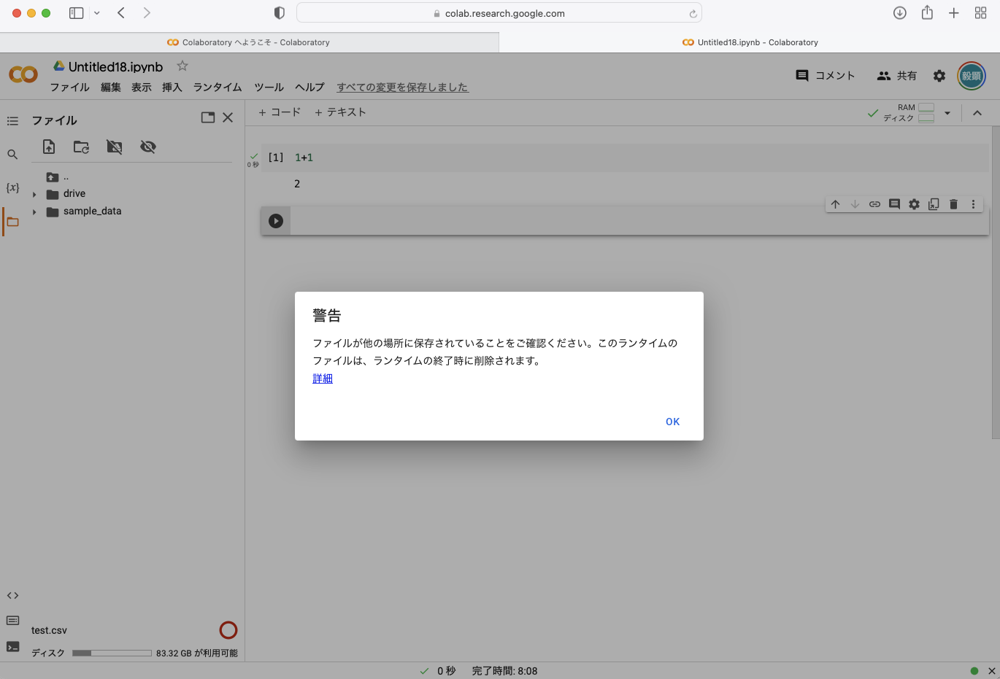 colab.research.google.com
Colaboratory へようこそ - Colaboratory
Untitled18.ipynb - Colaboratory
Untitled18.ipynb
ファイル 編集 表示 挿入 ランタイム ツール ヘルプ すべての変更を保存しました
コメント 共有 毅顕
ファイル
+ コード + テキスト
RAM
ディスク
[1] 1+1
0 秒
2
{x}
..
drive
sample_data
警告
ファイルが他の場所に保存されていることをご確認ください。このランタイムの
ファイルは、ランタイムの終了時に削除されます。
詳細
OK
test.csv
ディスク 83.32 GB が利用可能
0 秒 完了時間: 8:08